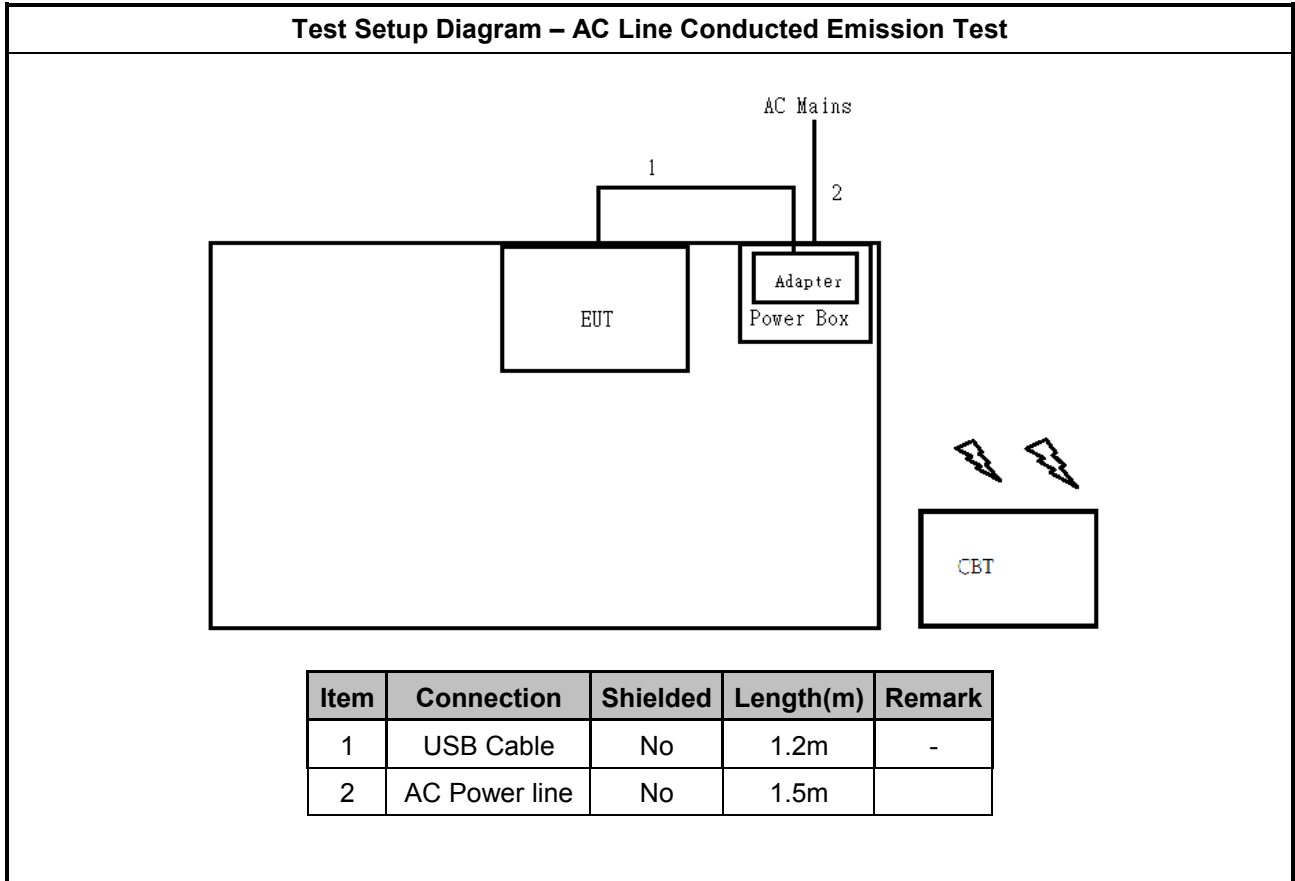 Test Setup Diagram – AC Line Conducted Emission Test
AC Mains
1
2
Adapter
EUT
Power Box
CBT
Item Connection Shielded Length(m) Remark
1 USB Cable No 1.2m -
2 AC Power line No 1.5m